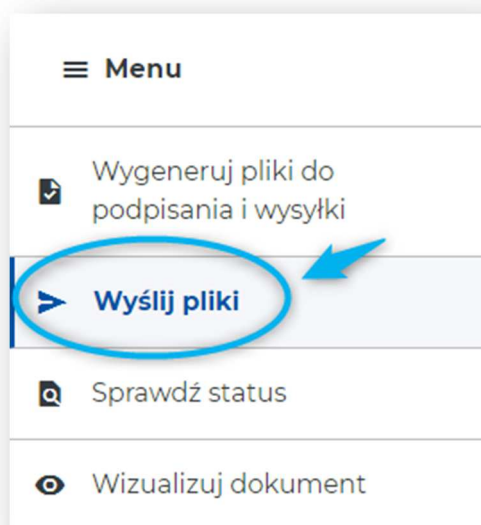 Menu
Wygeneruj pliki do
podpisania i wysyłki
Wyślij pliki
Sprawdź status
Wizualizuj dokument